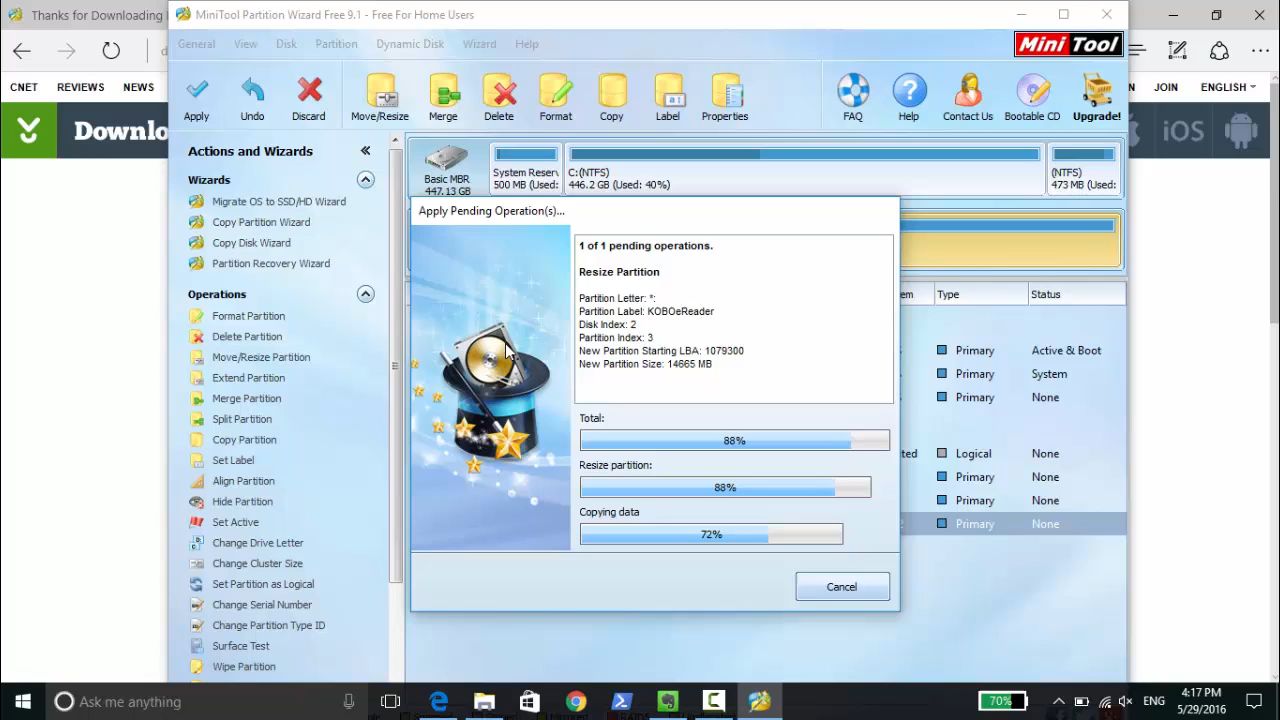 Thanks for Downloading
MiniTool Partition Wizard Free 9.1 - Free For Home Users
General View Disk Partition Dynamic Disk Wizard Help
Mini Tool
CNET REVIEWS NEWS
JOIN ENGLISH
Downlo
iOS
Apply Undo Discard Move/Resize Merge Delete Format Copy Label Properties FAQ Help Contact Us Bootable CD Upgrade!
Actions and Wizards
Wizards
Migrate OS to SSD/HD Wizard
Copy Partition Wizard
Copy Disk Wizard
Partition Recovery Wizard
Operations
Format Partition
Delete Partition
Move/Resize Partition
Extend Partition
Merge Partition
Split Partition
Copy Partition
Set Label
Align Partition
Hide Partition
Set Active
Change Drive Letter
Change Cluster Size
Set Partition as Logical
Change Serial Number
Change Partition Type ID
Surface Test
Wipe Partition
Basic MBR
447.13 GB
System Reserv
500 MB (Used:
C:(NTFS)
446.2 GB (Used: 40%)
(NTFS)
473 MB (Used:
Apply Pending Operation(s)...
1 of 1 pending operations.
Resize Partition
Partition Letter: *:
Partition Label: KOBOeReader
Disk Index: 2
Partition Index: 3
New Partition Starting LBA: 1079300
New Partition Size: 14665 MB
Total:
88%
Resize partition:
88%
Copying data
72%
Cancel
em Type Status
Primary Active & Boot
Primary System
Primary None
ted Logical None
Primary None
Primary None
Primary None
Ask me anything
70%
ENG
4:17 PM
5/29/2016